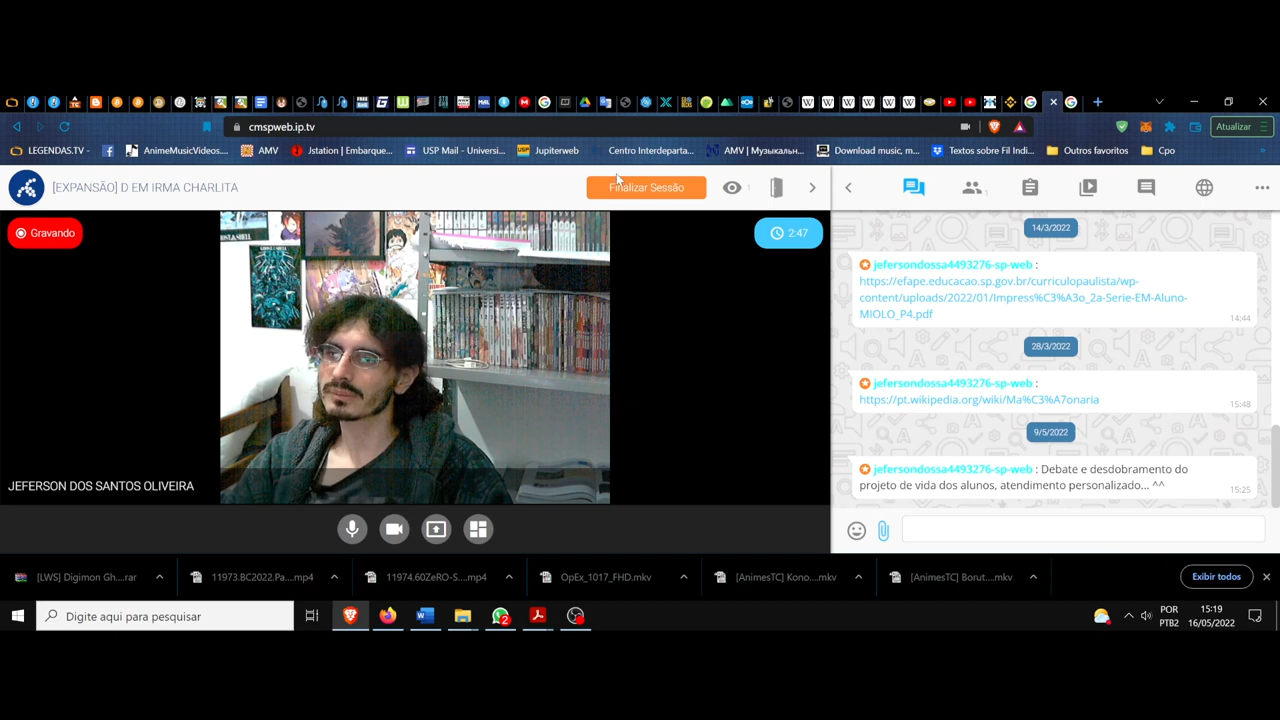 cmspweb.ip.tv
Atualizar
LEGENDAS.TV -
AnimeMusicVideos...
AMV
Jstation | Embarque...
USP Mail - Universi...
Jupiterweb
Centro Interdeparta...
AMV | Музыкальн...
Download music, m...
Textos sobre Fil Indi...
Outros favoritos
Cpo
[EXPANSÃO] D EM IRMA CHARLITA
Finalizar Sessão
1
1
Gravando
2:47
JEFERSON DOS SANTOS OLIVEIRA
14/3/2022
jefersondossa4493276-sp-web :
https://efape.educacao.sp.gov.br/curriculopaulista/wp-
content/uploads/2022/01/Impress%C3%A3o_2a-Serie-EM-Aluno-
MIOLO_P4.pdf
14:44
28/3/2022
jefersondossa4493276-sp-web :
https://pt.wikipedia.org/wiki/Ma%C3%A7onaria
15:48
9/5/2022
jefersondossa4493276-sp-web : Debate e desdobramento do
projeto de vida dos alunos, atendimento personalizado... ^^
15:25
[LWS] Digimon Gh....rar
11973.BC2022.Pa....mp4
11974.60ZeRO-S....mp4
OpEx_1017_FHD.mkv
[AnimesTC] Kono....mkv
[AnimesTC] Borut....mkv
Exibir todos
Digite aqui para pesquisar
2
POR
PTB2
15:19
16/05/2022